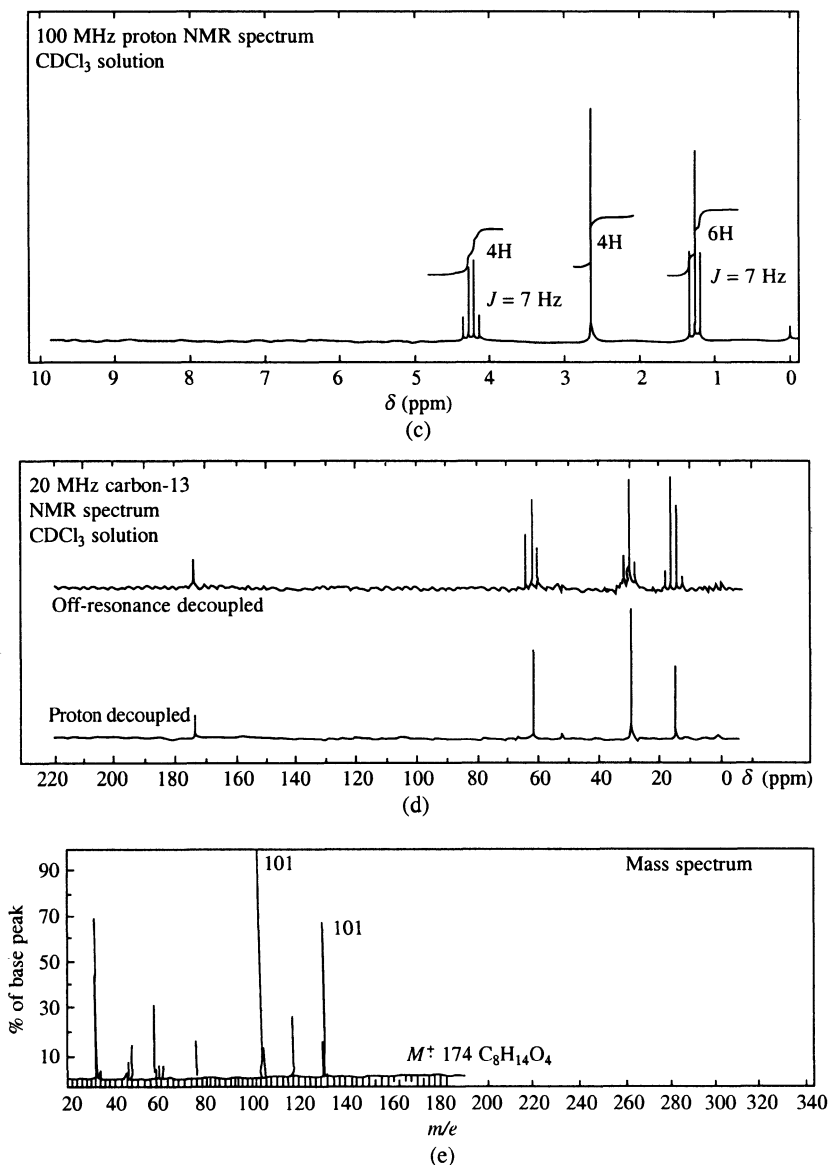 100 MHz proton NMR spectrum
CDCl₃ solution
4H
J = 7 Hz
4H
6H
J = 7 Hz
10 9 8 7 6 5 4 3 2 1 0
δ (ppm)
(c)
20 MHz carbon-13
NMR spectrum
CDCl₃ solution
Off-resonance decoupled
Proton decoupled
220 200 180 160 140 120 100 80 60 40 20 0 δ (ppm)
(d)
101
Mass spectrum
101
% of base peak
90
70
50
30
10
M⁺̇ 174 C₈H₁₄O₄
20 40 60 80 100 120 140 160 180 200 220 240 260 280 300 320 340
m/e
(e)